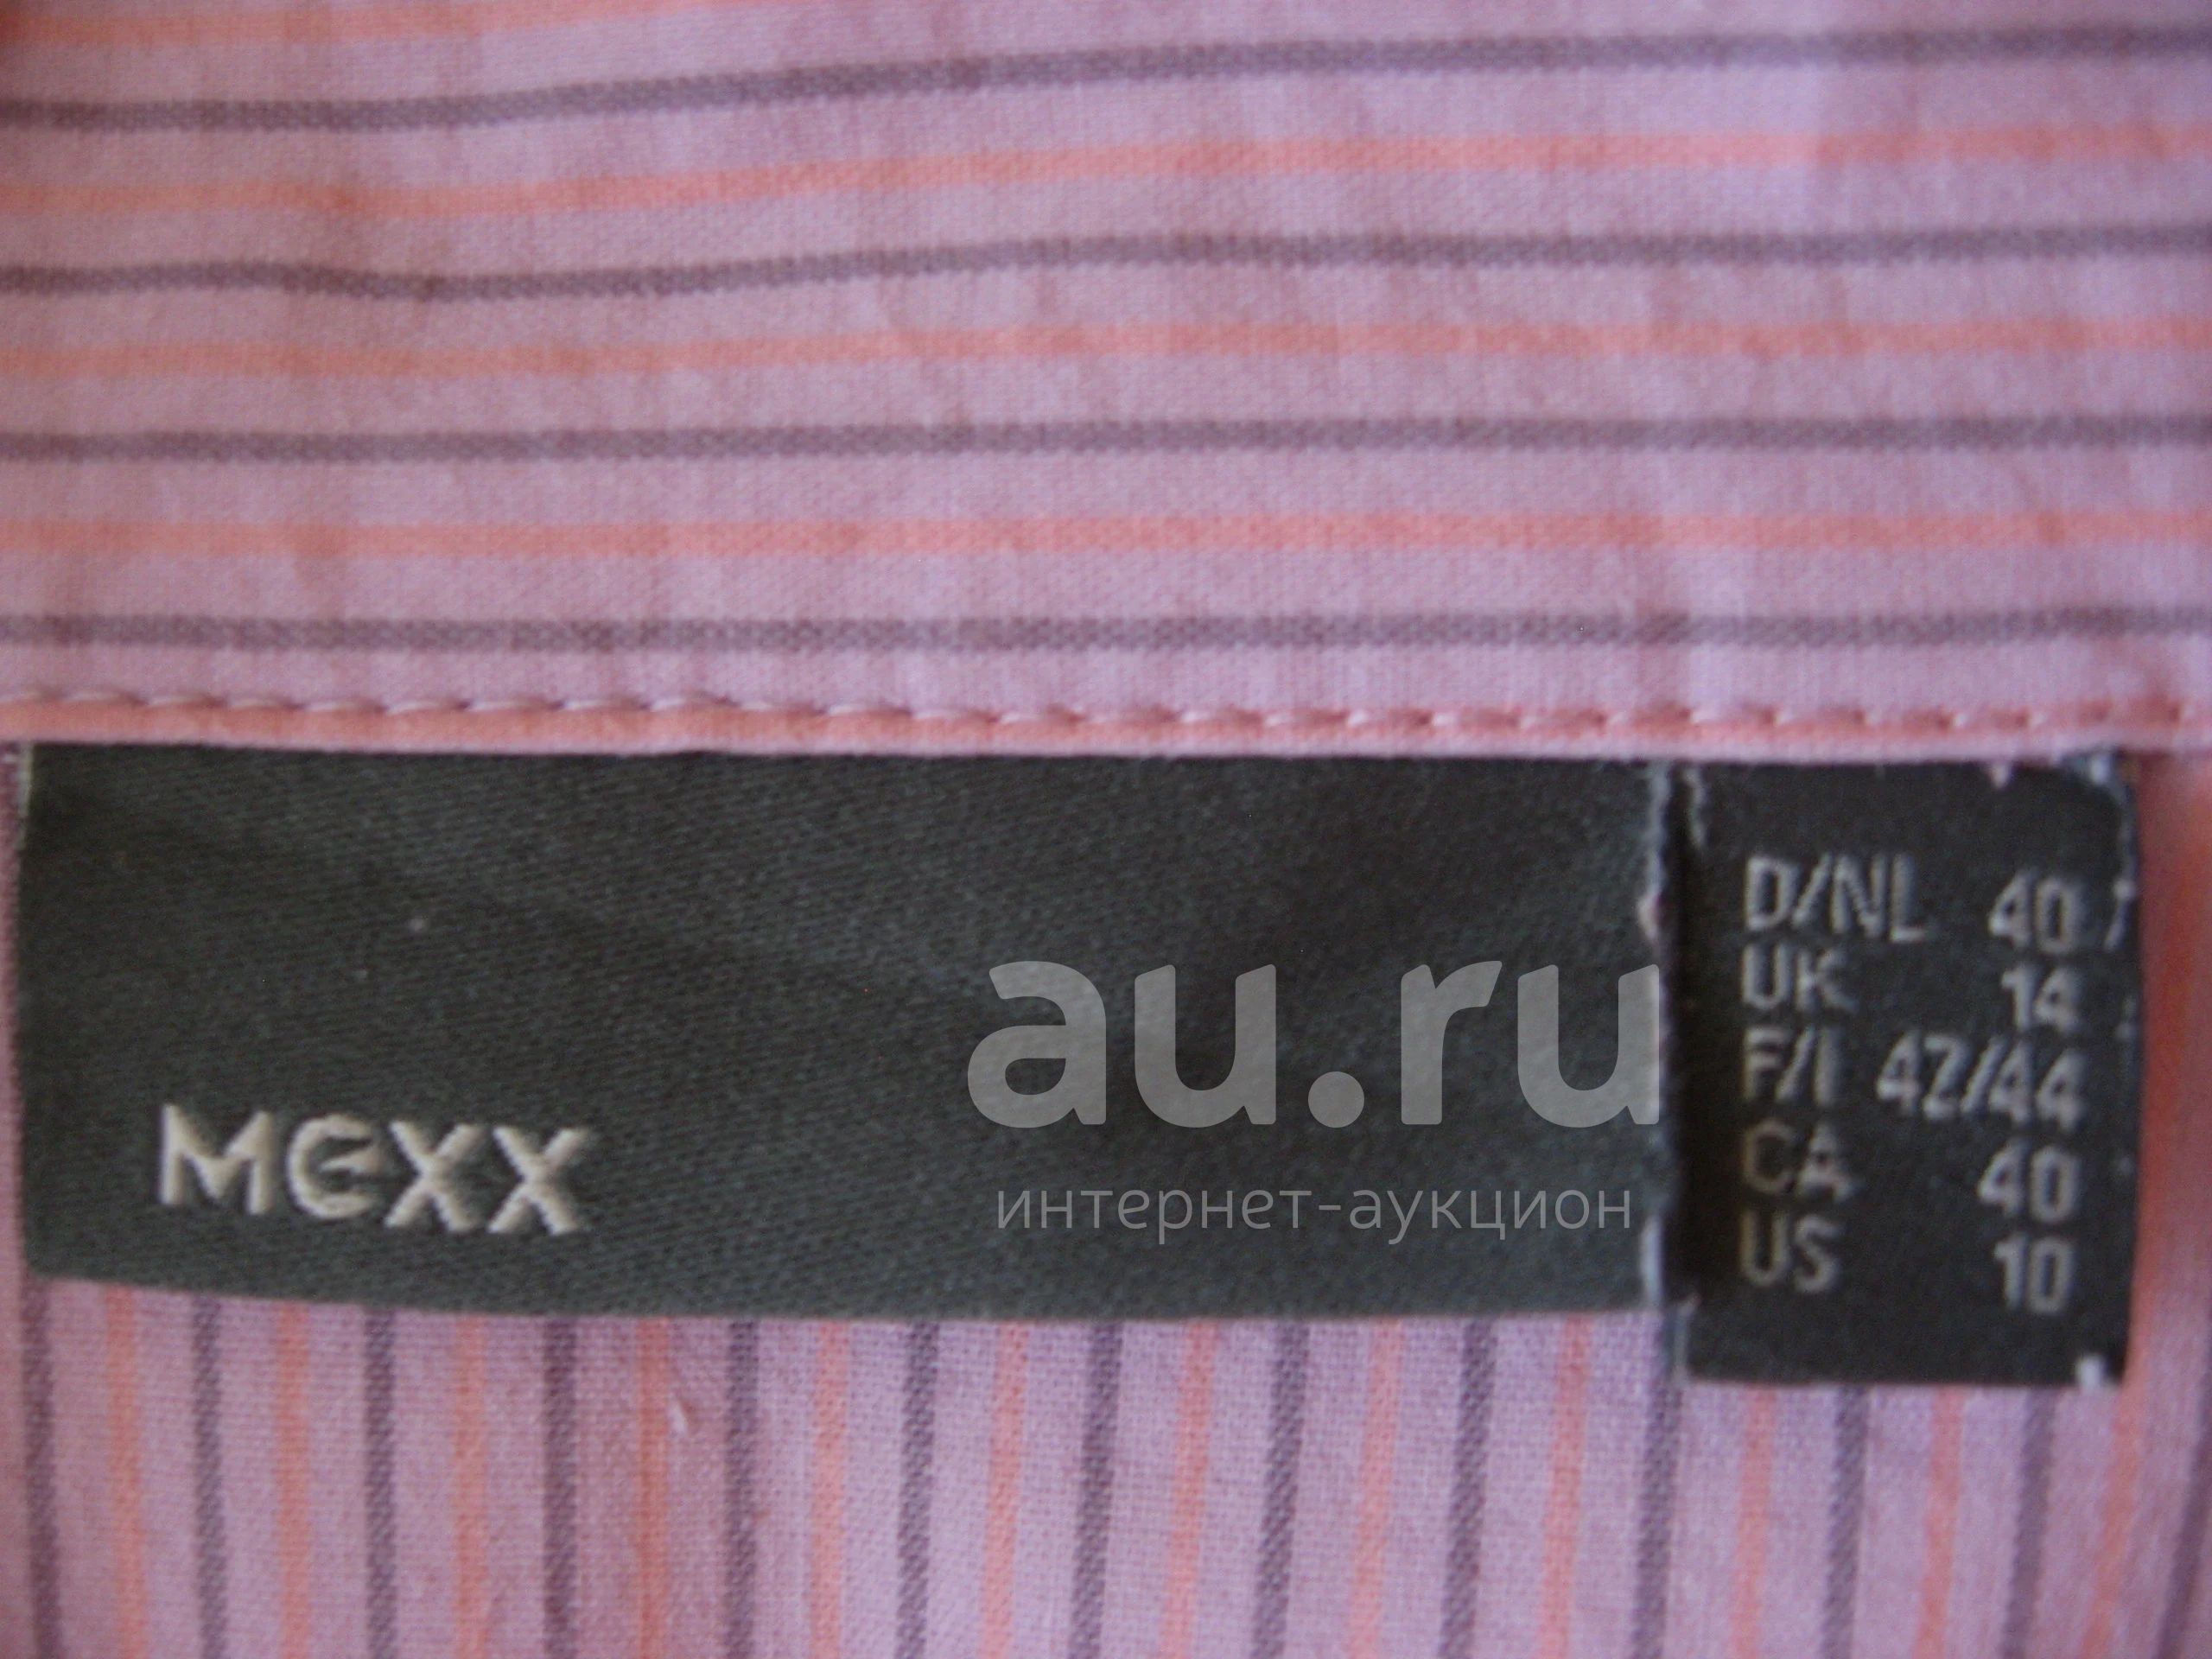 MEXX
D/NL 40
UK 14
F/I 42/44
CA 40
US 10
au.ru
интернет-аукцион